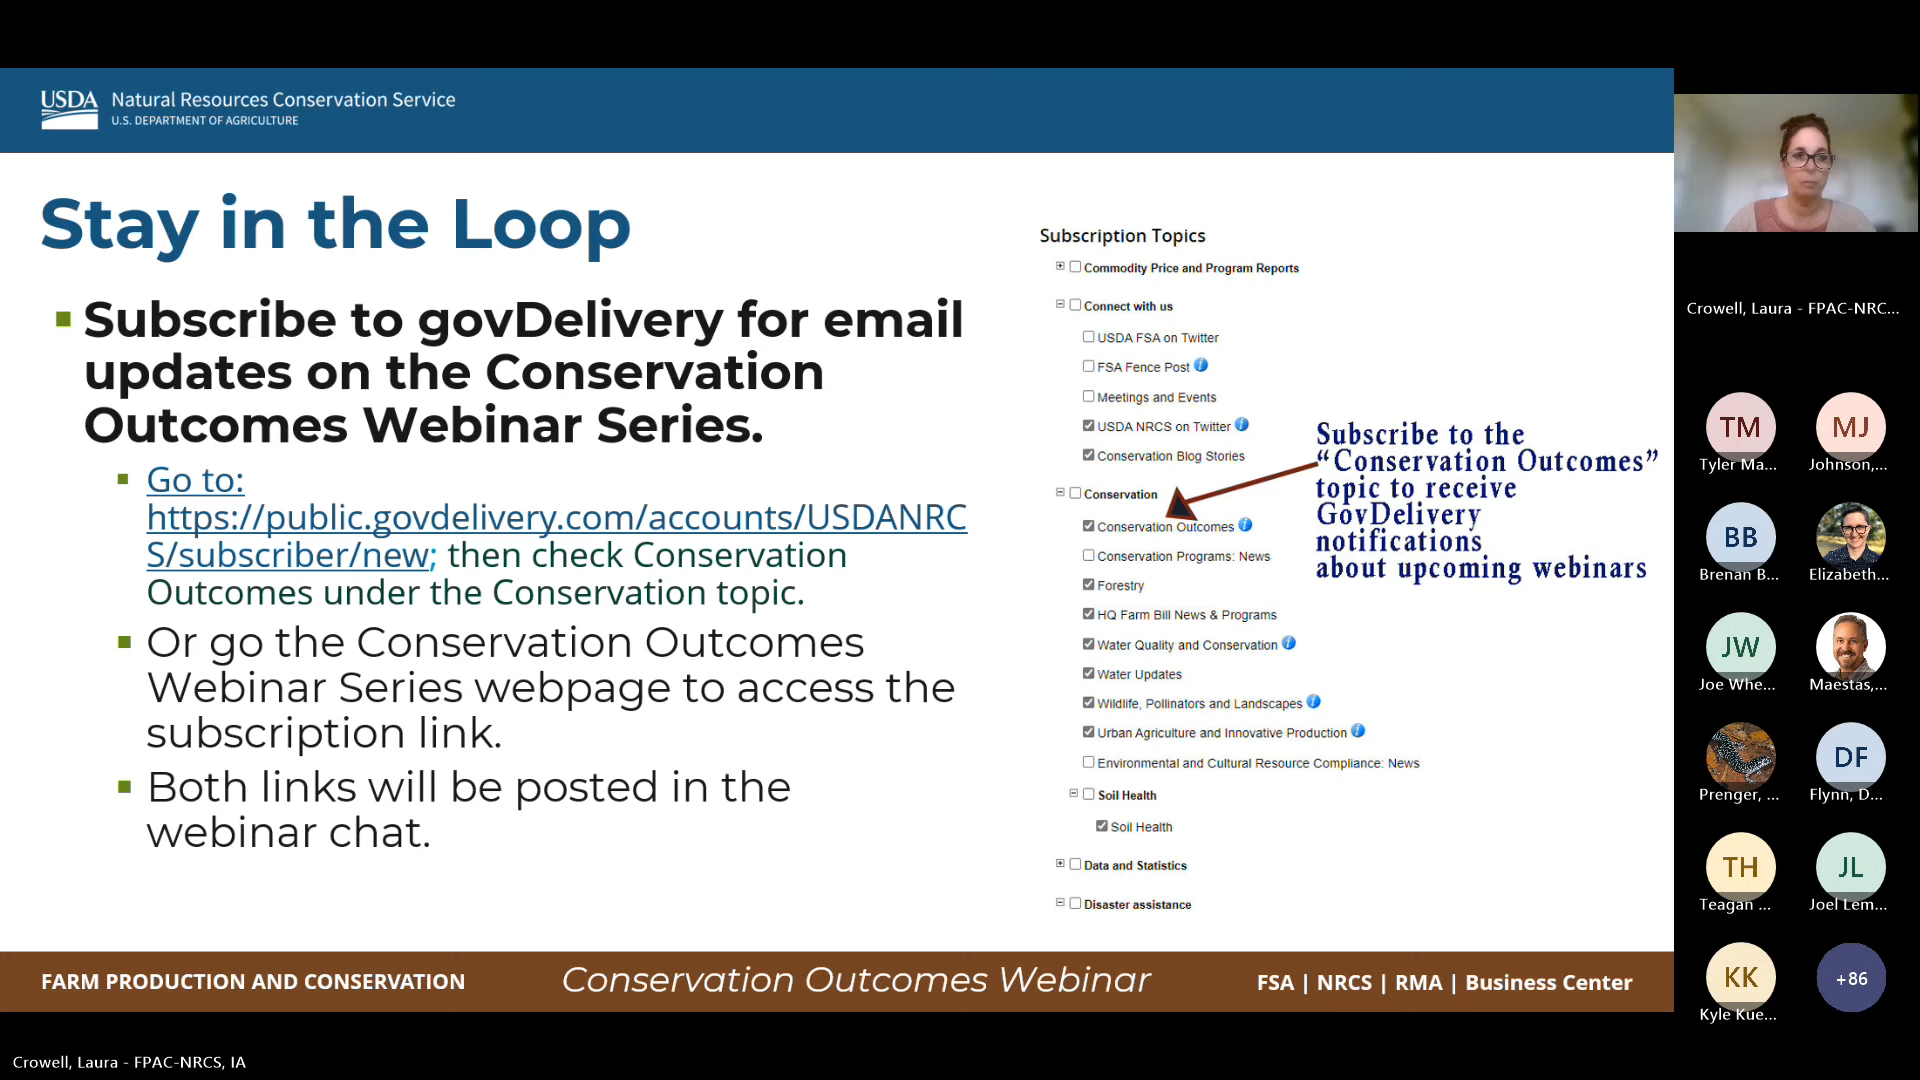 USDA
Natural Resources Conservation Service
U.S. DEPARTMENT OF AGRICULTURE
Stay in the Loop
Subscribe to govDelivery for email
updates on the Conservation
Outcomes Webinar Series.
Go to:
https://public.govdelivery.com/accounts/USDANRC
S/subscriber/new; then check Conservation
Outcomes under the Conservation topic.
Or go the Conservation Outcomes
Webinar Series webpage to access the
subscription link.
Both links will be posted in the
webinar chat.
Subscription Topics
Commodity Price and Program Reports
Connect with us
USDA FSA on Twitter
FSA Fence Post
Meetings and Events
USDA NRCS on Twitter
Conservation Blog Stories
Conservation
Conservation Outcomes
Conservation Programs: News
Forestry
HQ Farm Bill News & Programs
Water Quality and Conservation
Water Updates
Wildlife, Pollinators and Landscapes
Urban Agriculture and Innovative Production
Environmental and Cultural Resource Compliance: News
Soil Health
Soil Health
Data and Statistics
Disaster assistance
Subscribe to the
“Conservation Outcomes”
topic to receive
GovDelivery
notifications
about upcoming webinars
FARM PRODUCTION AND CONSERVATION
Conservation Outcomes Webinar
FSA | NRCS | RMA | Business Center
Crowell, Laura - FPAC-NRC...
TM
MJ
Tyler Ma...
Johnson,...
BB
Brenan B...
Elizabeth...
JW
Joe Whe...
Maestas,...
DF
Prenger, ...
Flynn, D...
TH
JL
Teagan ...
Joel Lem...
KK
+86
Kyle Kue...
Crowell, Laura - FPAC-NRCS, IA